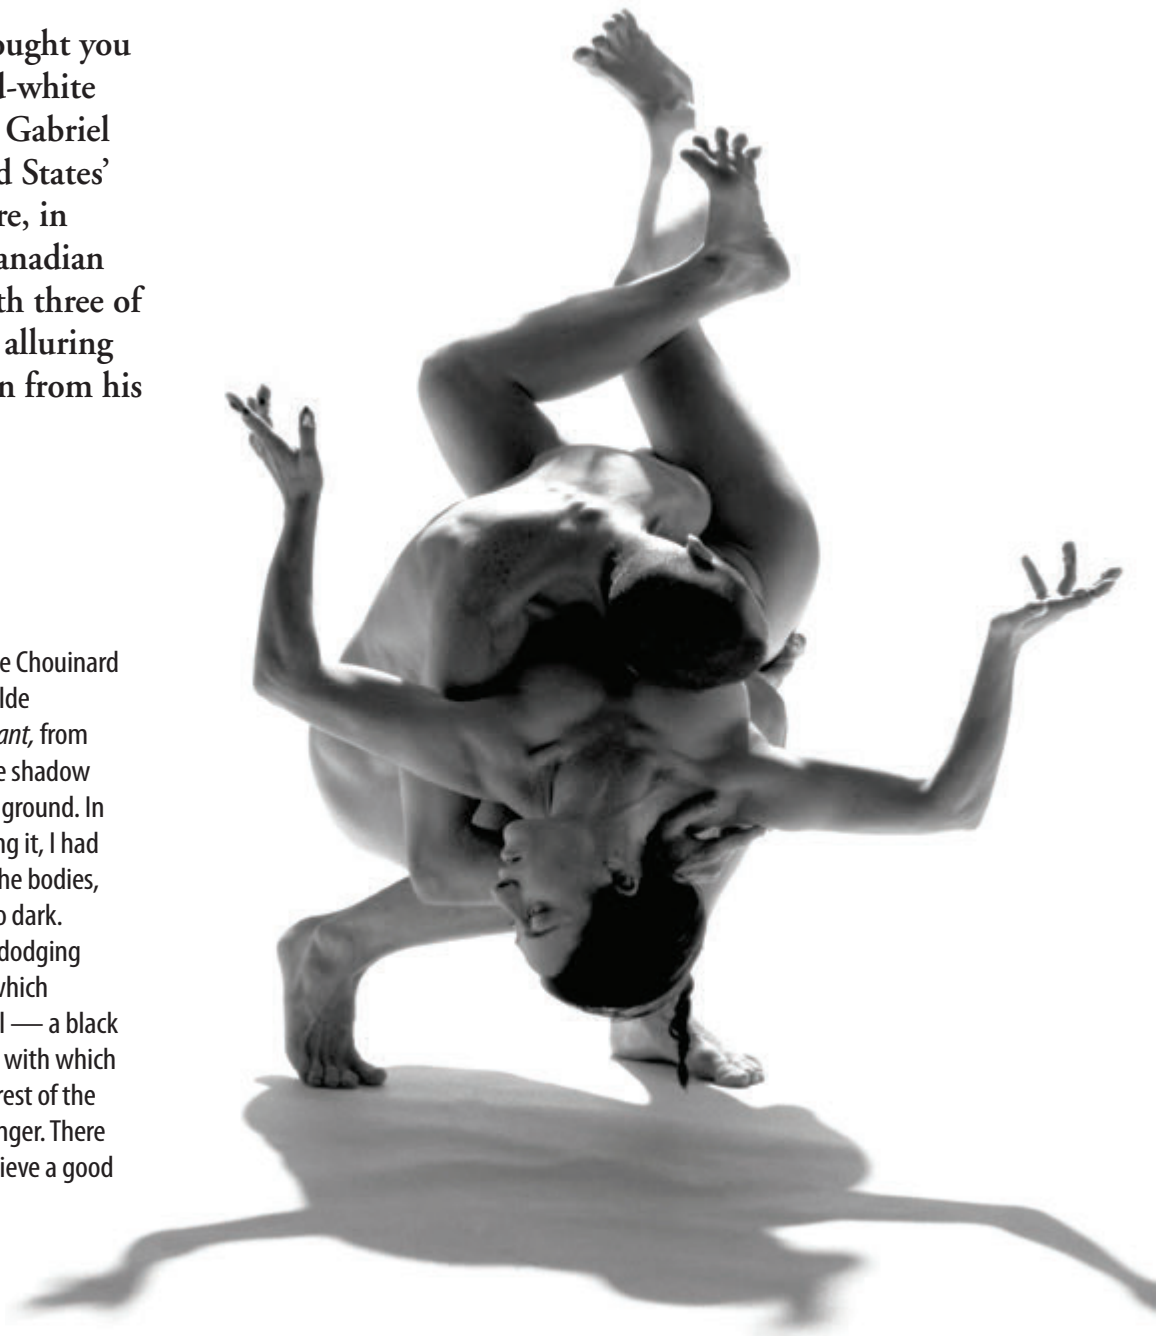 ought you
d-white
Gabriel
d States’
re, in
anadian
th three of
alluring
n from his
e Chouinard
lde
ant, from
e shadow
ground. In
ng it, I had
he bodies,
o dark.
dodging
which
l — a black
with which
rest of the
nger. There
ieve a good